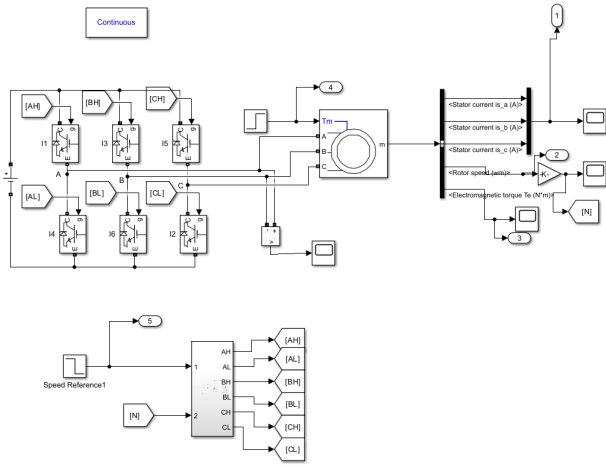 Continuous
1
[AH]
[BH]
[CH]
g
C
E
I1
g
C
E
I3
g
C
E
I5
+
A
B
C
[AL]
[BL]
[CL]
g
C
E
I4
g
C
E
I6
g
C
E
I2
4
Tm
A
B
C
m
+
-
v
<Stator current is_a (A)>
<Stator current is_b (A)>
<Stator current is_c (A)>
<Rotor speed (wm)>
<Electromagnetic torque Te (N*m)>
2
-K-
[N]
3
5
Speed Reference1
[N]
1
2
AH
AL
BH
BL
CH
CL
[AH]
[AL]
[BH]
[BL]
[CH]
[CL]